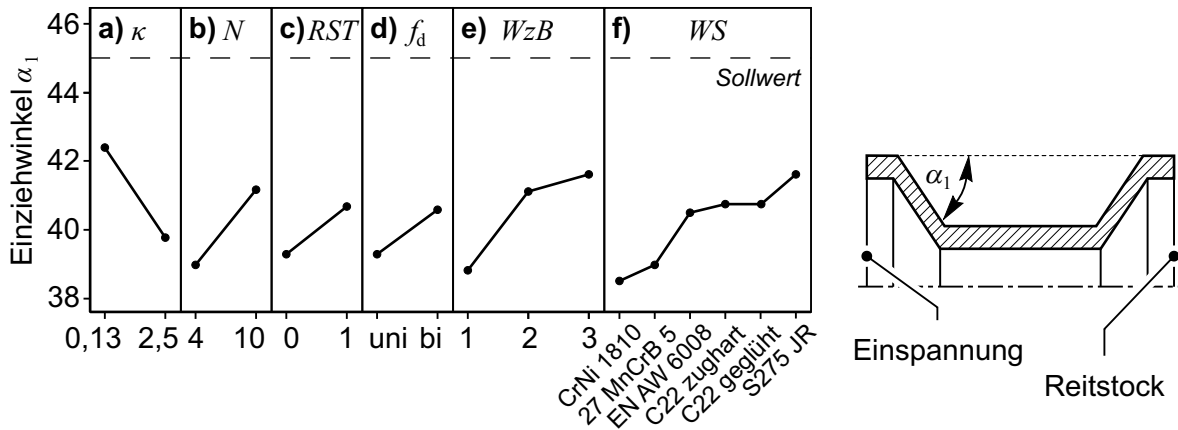 Einziehwinkel α₁
46
44
42
40
38
a) κ
b) N
c) RST
d) f_d
e) WzB
f) WS
Sollwert
0,13 2,5
4 10
0 1
uni bi
1 2 3
CrNi 1810
27 MnCrB 5
EN AW 6008
C22 zughart
C22 geglüht
S275 JR
α₁
Einspannung
Reitstock